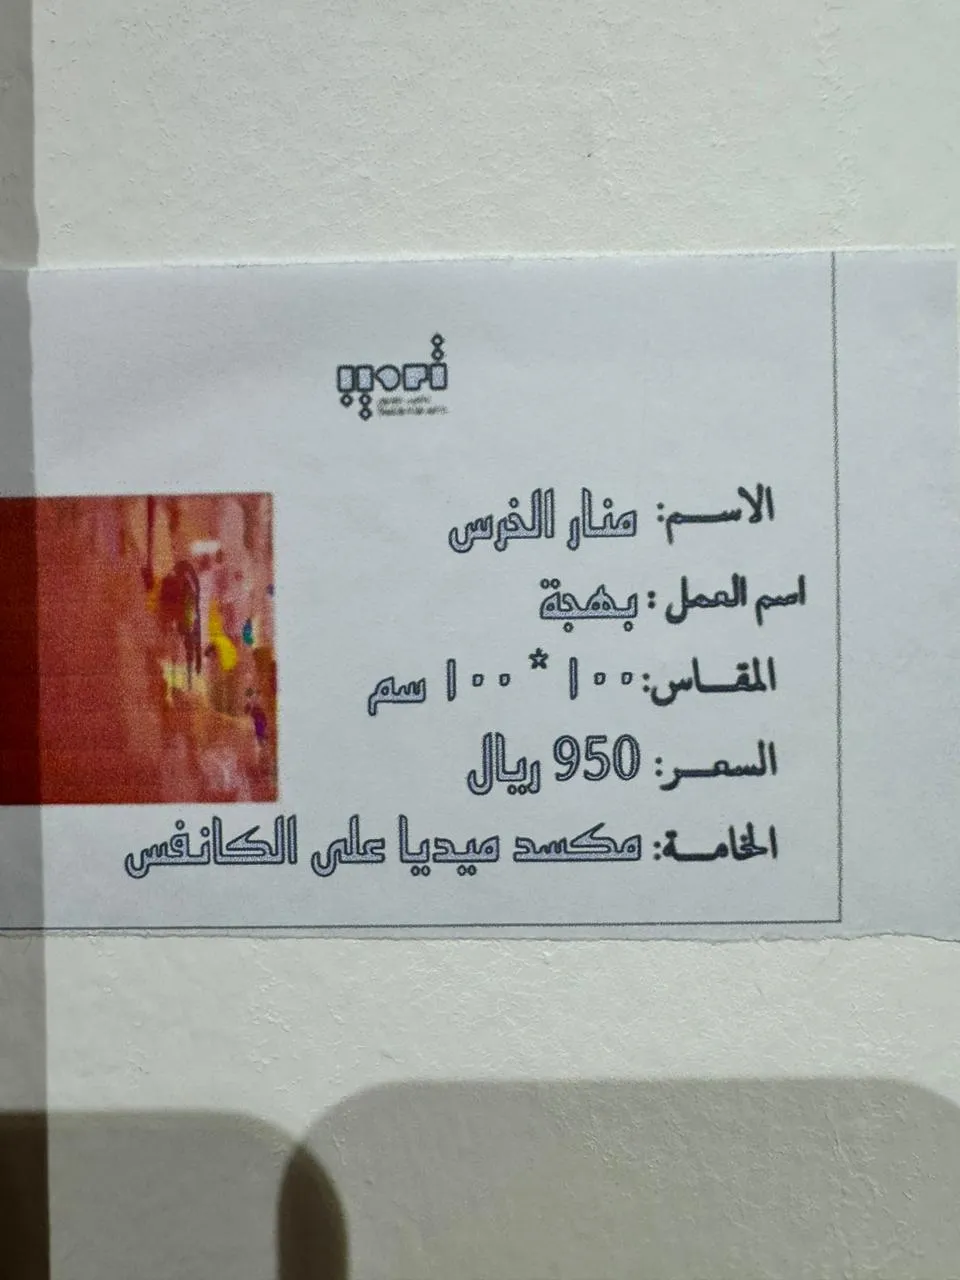 الاسم: منار الخرس
اسم العمل : بهجة
المقاس: ١٠٠ * ١٠٠ سم
السعر: 950 ريال
الخامة: مكسد ميديا على الكانفس